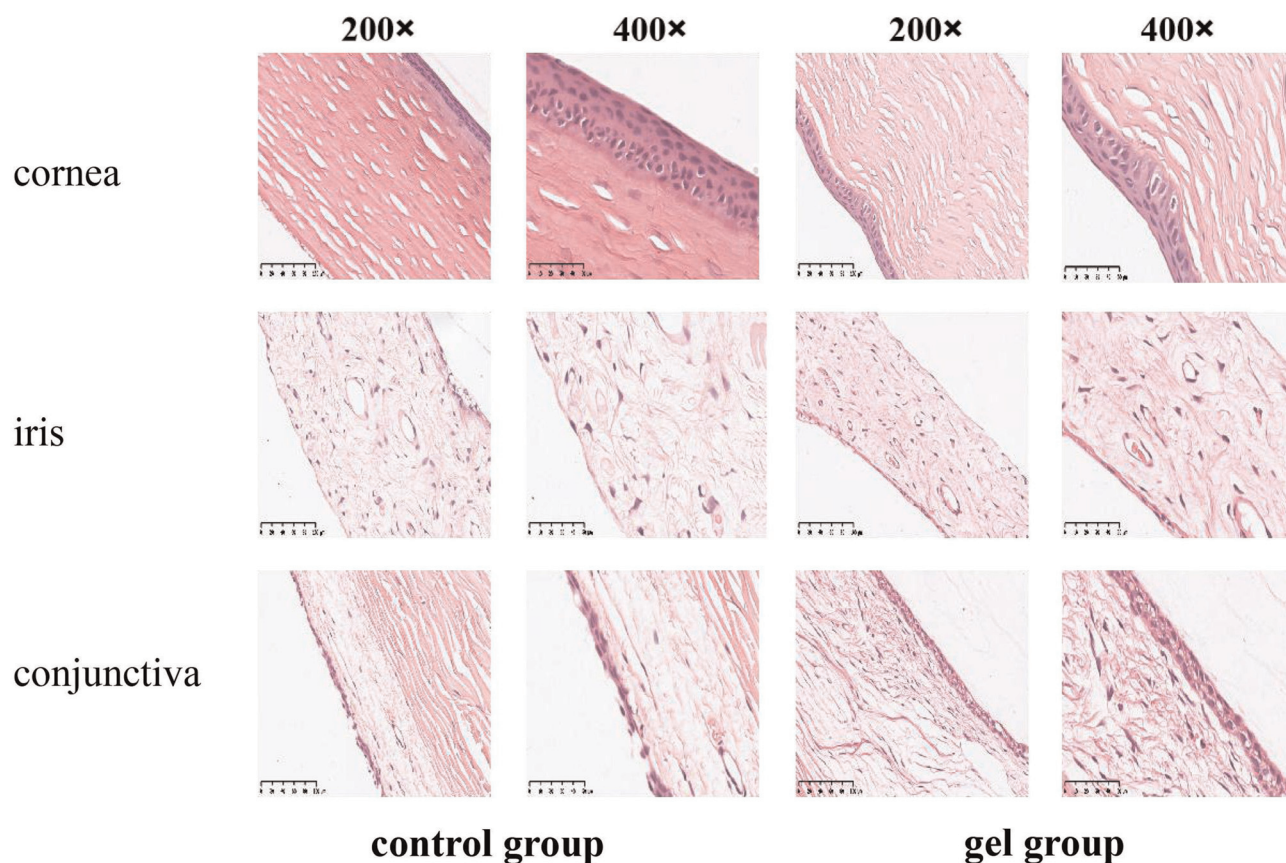 200× 400× 200× 400×
cornea
iris
conjunctiva
control group gel group